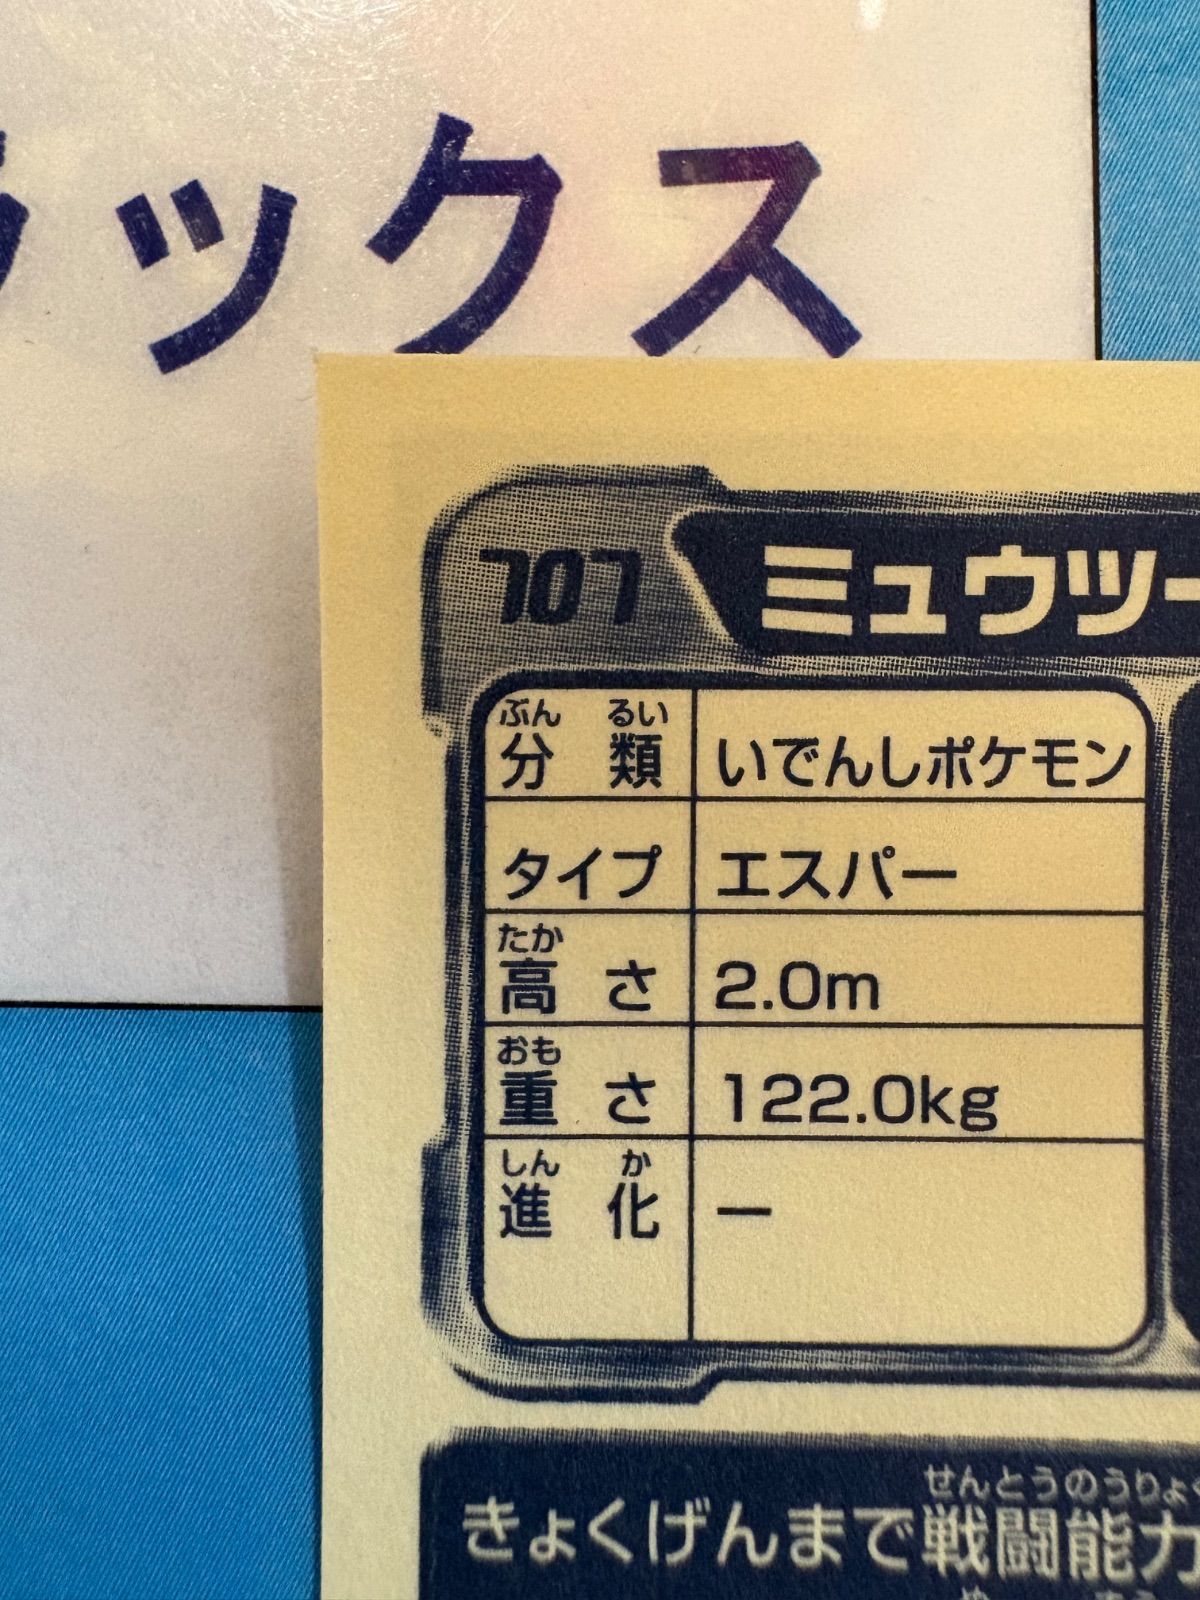 ックス
707 ミュウツー
ぶん るい
分 類 いでんしポケモン
タイプ エスパー
たか
高 さ 2.0m
おも
重 さ 122.0kg
しん か
進 化 ー
せんとうのうりょく
きょくげんまで戦闘能力